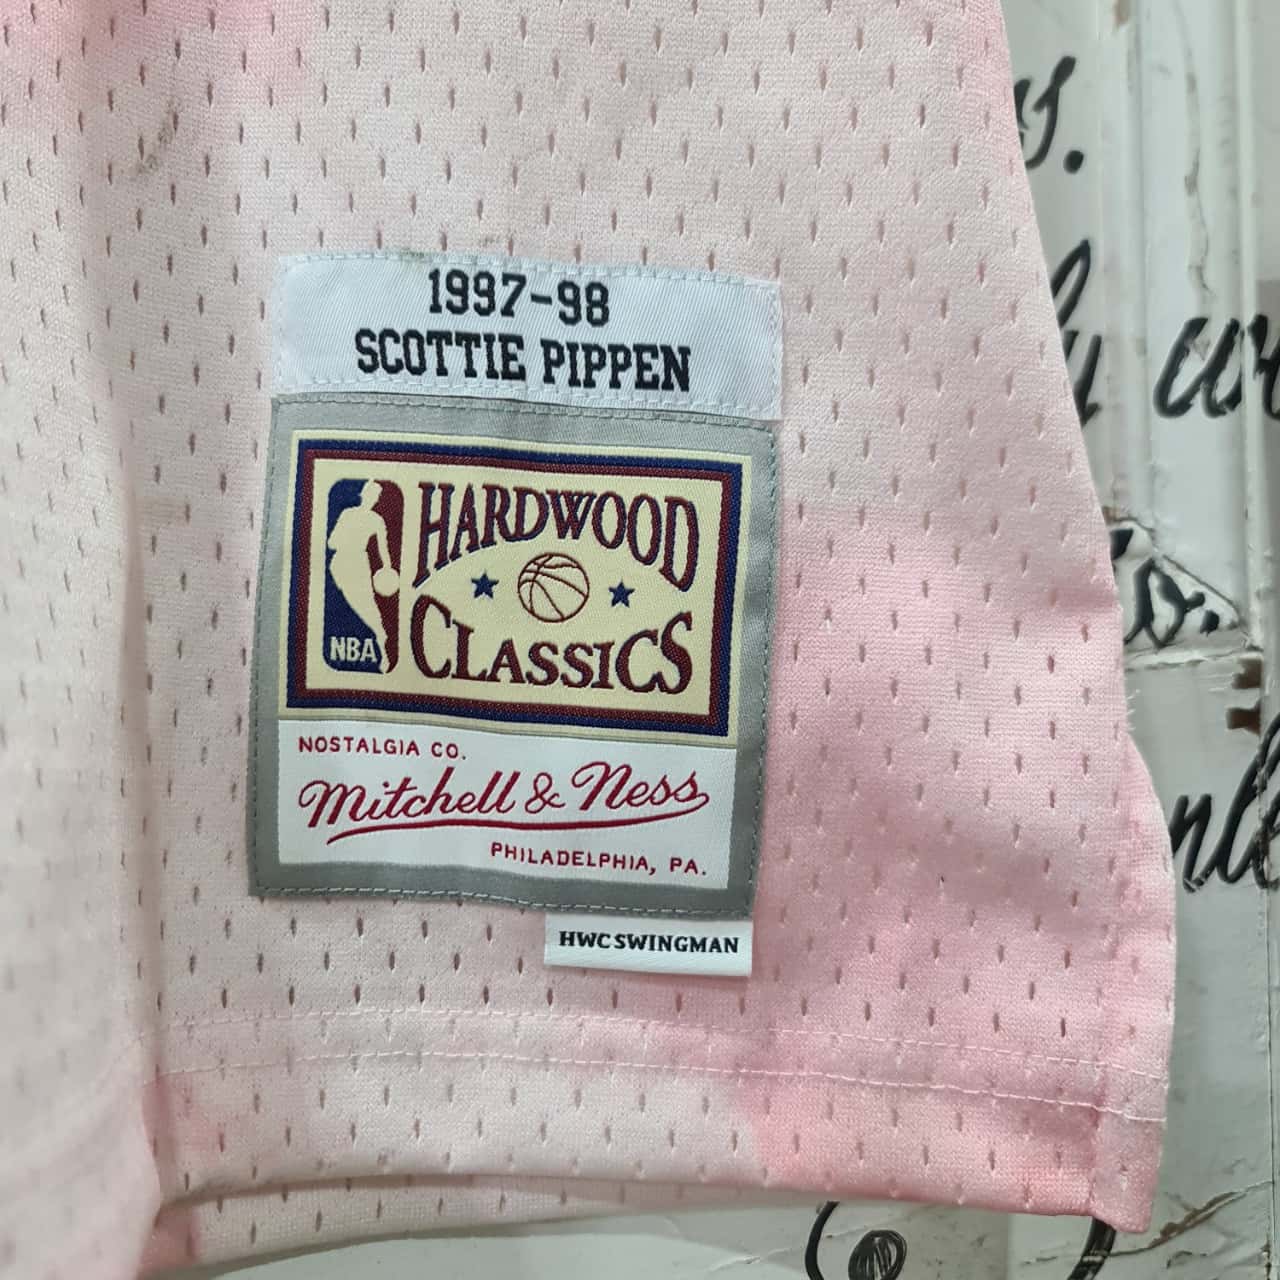 1997-98
SCOTTIE PIPPEN
HARDWOOD
CLASSICS
NBA
NOSTALGIA CO.
Mitchell & Ness
PHILADELPHIA, PA.
HWC SWINGMAN